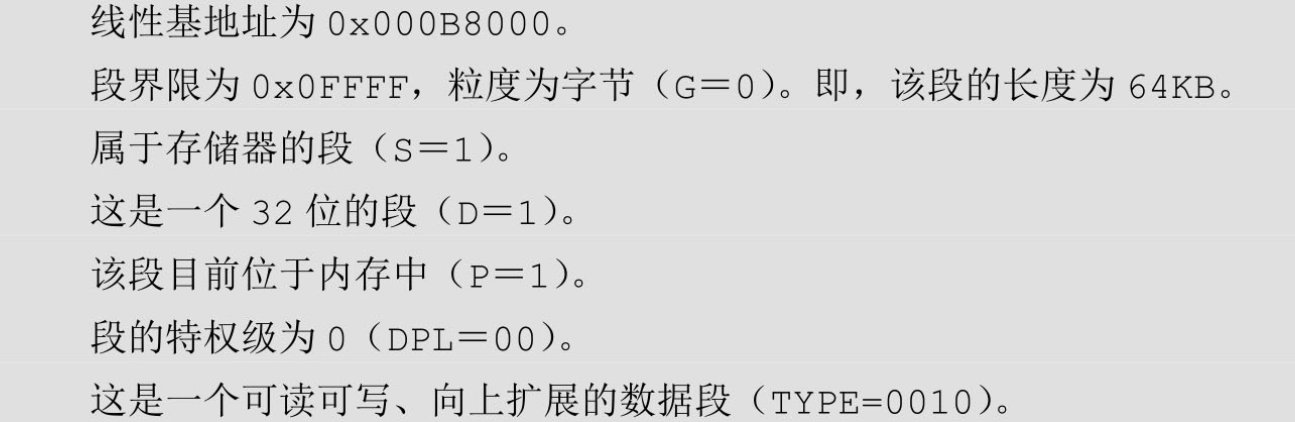 线性基地址为 0x000B8000。
段界限为 0x0FFFF，粒度为字节（G＝0）。即，该段的长度为 64KB。
属于存储器的段（S＝1）。
这是一个 32 位的段（D＝1）。
该段目前位于内存中（P＝1）。
段的特权级为 0（DPL＝00）。
这是一个可读可写、向上扩展的数据段（TYPE=0010）。